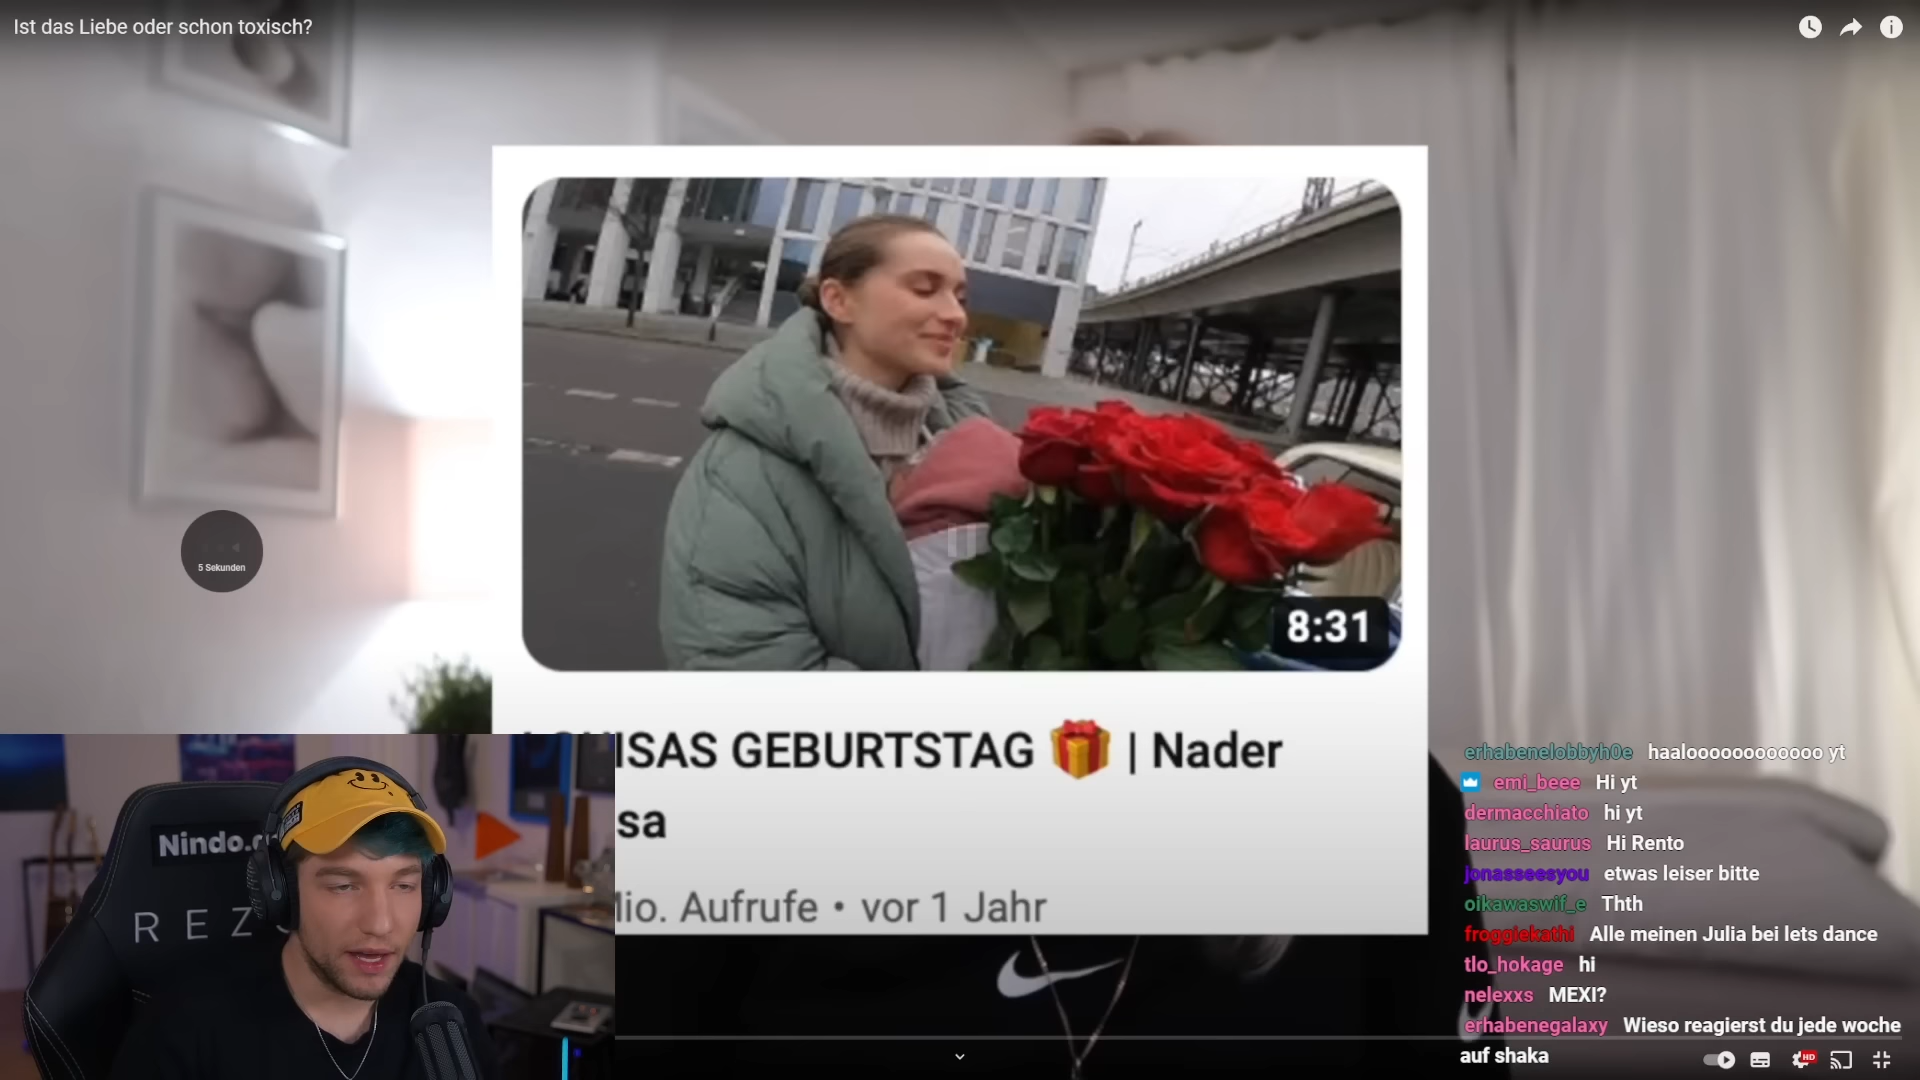 Ist das Liebe oder schon toxisch?
8:31
ISAS GEBURTSTAG 🎁 | Nader
sa
io. Aufrufe • vor 1 Jahr
5 Sekunden
Nindo.
REZ
erhabenelobbyh0e haaloooooooooooo yt
emi_beee Hi yt
dermacchiato hi yt
laurus_saurus Hi Rento
jonasseesyou etwas leiser bitte
oikawaswif_e Thth
froggiekathi Alle meinen Julia bei lets dance
tlo_hokage hi
nelexxs MEXI?
erhabenegalaxy Wieso reagierst du jede woche
auf shaka
HD